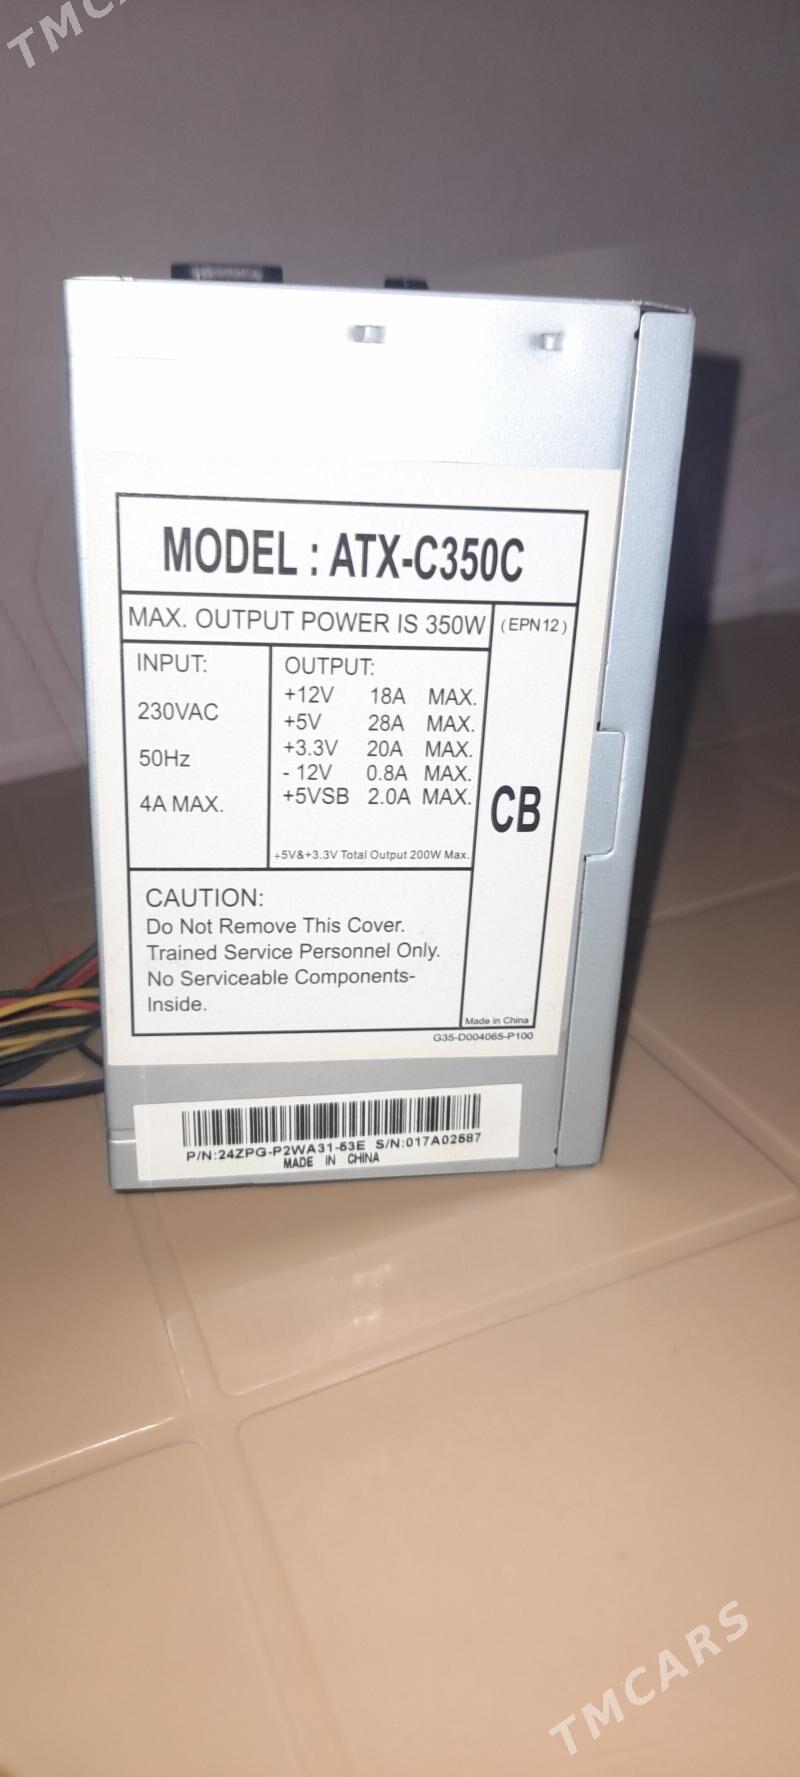 MODEL : ATX-C350C
MAX. OUTPUT POWER IS 350W
(EPN12)
INPUT:
230VAC
50Hz
4A MAX.
OUTPUT:
+12V 18A MAX.
+5V 28A MAX.
+3.3V 20A MAX.
- 12V 0.8A MAX.
+5VSB 2.0A MAX.
+5V&+3.3V Total Output 200W Max.
CB
CAUTION:
Do Not Remove This Cover.
Trained Service Personnel Only.
No Serviceable Components-
Inside.
Made in China
G35-D004065-P100
P/N:24ZPG-P2WA31-53E S/N:017A02587
MADE IN CHINA
TMCARS